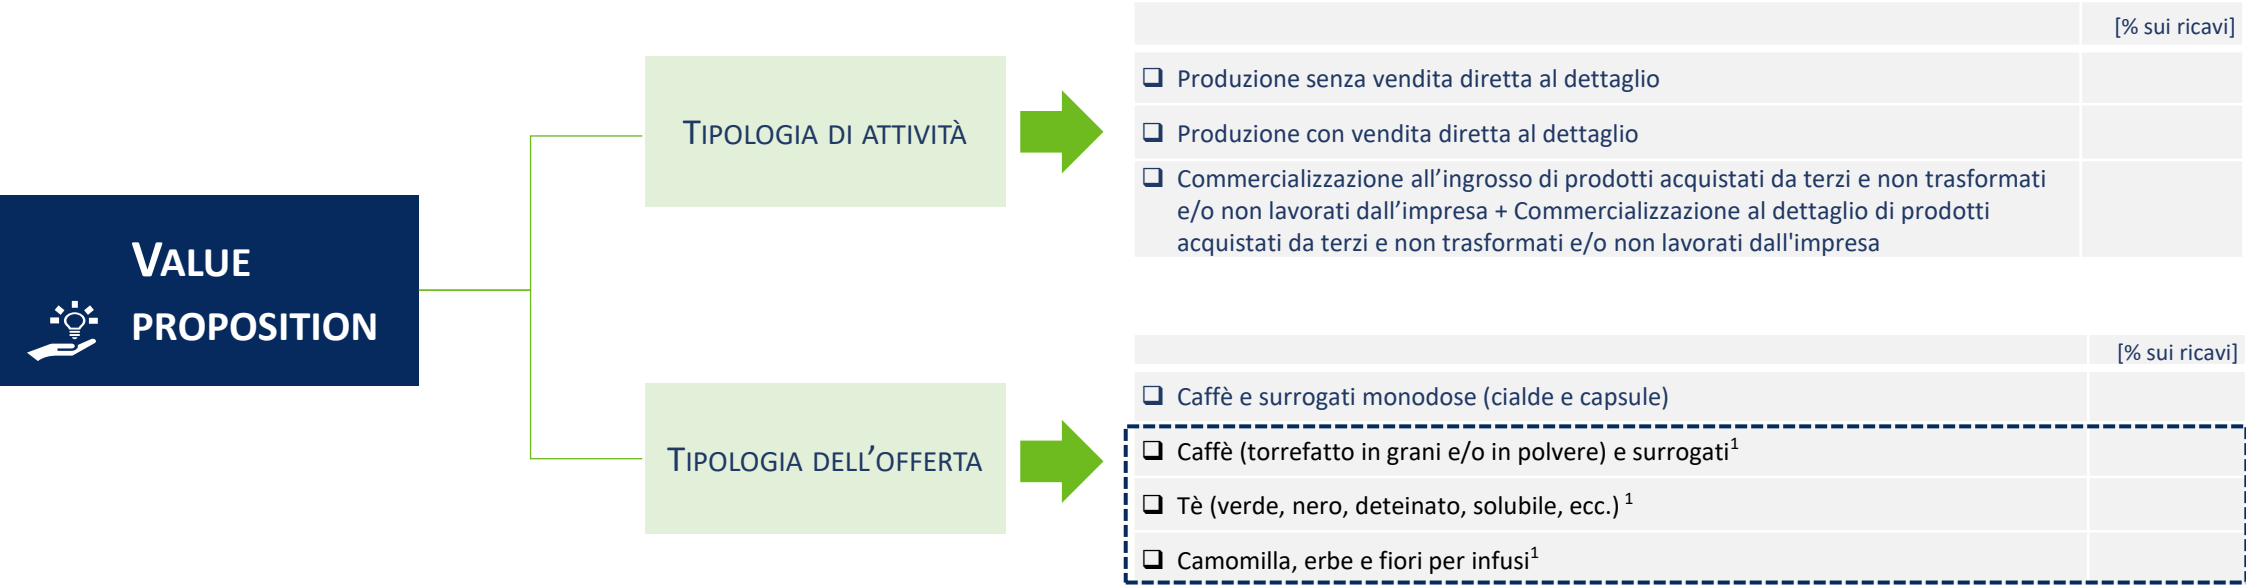 VALUE
PROPOSITION
TIPOLOGIA DI ATTIVITÀ
[% sui ricavi]
❑ Produzione senza vendita diretta al dettaglio
❑ Produzione con vendita diretta al dettaglio
❑ Commercializzazione all’ingrosso di prodotti acquistati da terzi e non trasformati
e/o non lavorati dall’impresa + Commercializzazione al dettaglio di prodotti
acquistati da terzi e non trasformati e/o non lavorati dall'impresa
TIPOLOGIA DELL’OFFERTA
[% sui ricavi]
❑ Caffè e surrogati monodose (cialde e capsule)
❑ Caffè (torrefatto in grani e/o in polvere) e surrogati¹
❑ Tè (verde, nero, deteinato, solubile, ecc.) ¹
❑ Camomilla, erbe e fiori per infusi¹